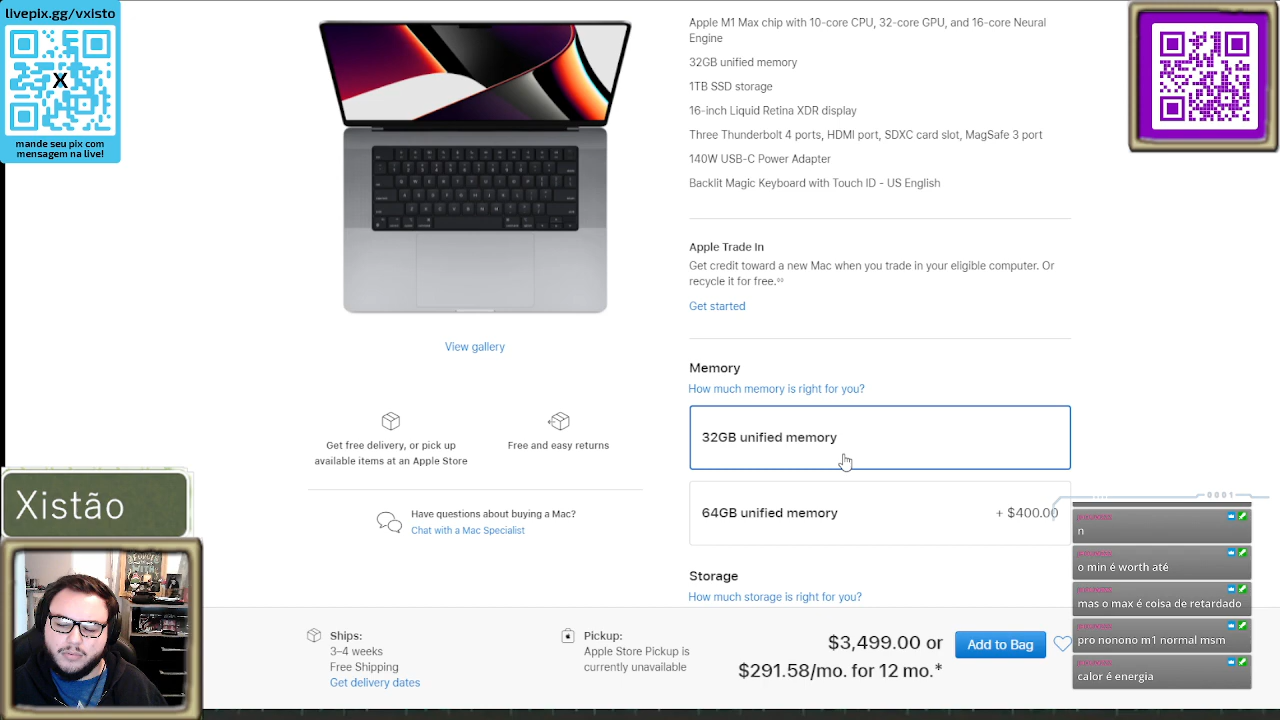 livepix.gg/vxisto
X
mande seu pix com
mensagem na live!
Apple M1 Max chip with 10-core CPU, 32-core GPU, and 16-core Neural
Engine
32GB unified memory
1TB SSD storage
16-inch Liquid Retina XDR display
Three Thunderbolt 4 ports, HDMI port, SDXC card slot, MagSafe 3 port
140W USB-C Power Adapter
Backlit Magic Keyboard with Touch ID - US English
Apple Trade In
Get credit toward a new Mac when you trade in your eligible computer. Or
recycle it for free.
Get started
View gallery
Memory
How much memory is right for you?
32GB unified memory
64GB unified memory
+ $400.00
Get free delivery, or pick up
available items at an Apple Store
Free and easy returns
Have questions about buying a Mac?
Chat with a Mac Specialist
Storage
How much storage is right for you?
Ships:
3–4 weeks
Free Shipping
Get delivery dates
Pickup:
Apple Store Pickup is
currently unavailable
$3,499.00 or
$291.58/mo. for 12 mo.*
Add to Bag
Xistão
0001
n
o min é worth até
mas o max é coisa de retardado
pro nonono m1 normal msm
calor é energia